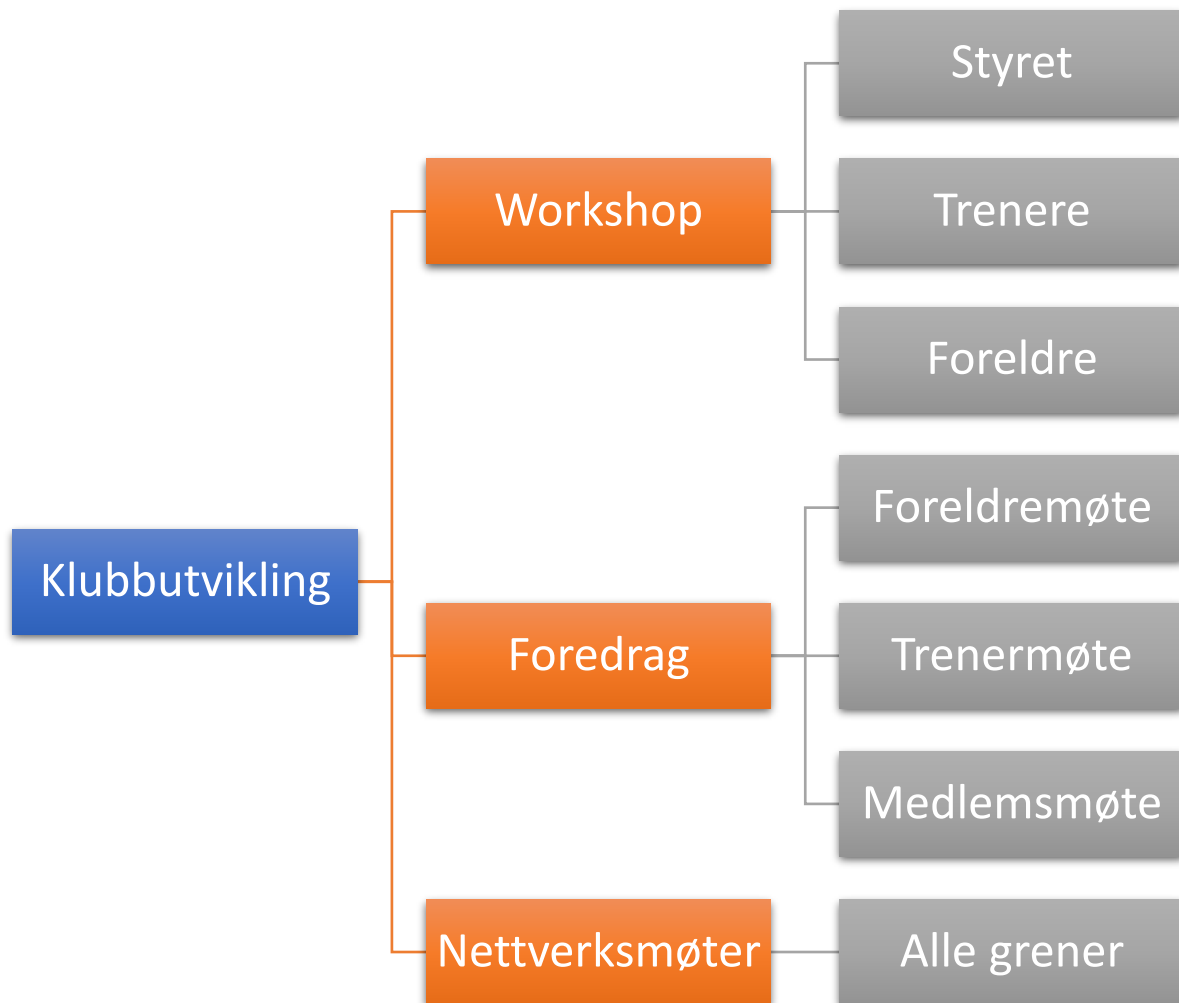 Klubbutvikling
Workshop
Styret
Trenere
Foreldre
Foredrag
Foreldremøte
Trenermøte
Medlemsmøte
Nettverksmøter
Alle grener